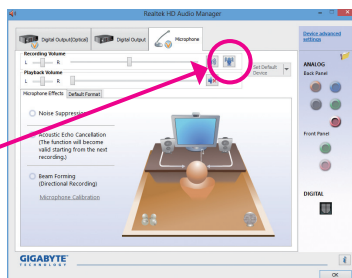 Realtek HD Audio Manager
Digital Output(Optical)
Digital Output
Microphone
Device advanced
settings
Recording Volume
L
R
Set Default
Device
Playback Volume
L
R
Microphone Effects
Default Format
Noise Suppression
Acoustic Echo Cancellation
(The function will become
valid starting from the next
recording.)
Beam Forming
(Directional Recording)
Microphone Calibration
ANALOG
Back Panel
Front Panel
DIGITAL
GIGABYTE
TECHNOLOGY
OK